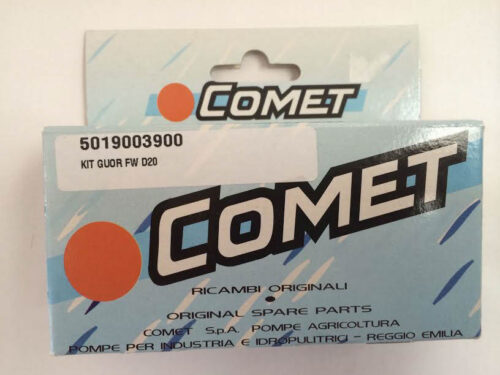 COMET
5019003900
KIT GUOR FW D20
COMET
RICAMBI ORIGINALI
ORIGINAL SPARE PARTS
COMET S.p.A. POMPE AGRICOLTURA
POMPE PER INDUSTRIA E IDROPULITRICI - REGGIO EMILIA